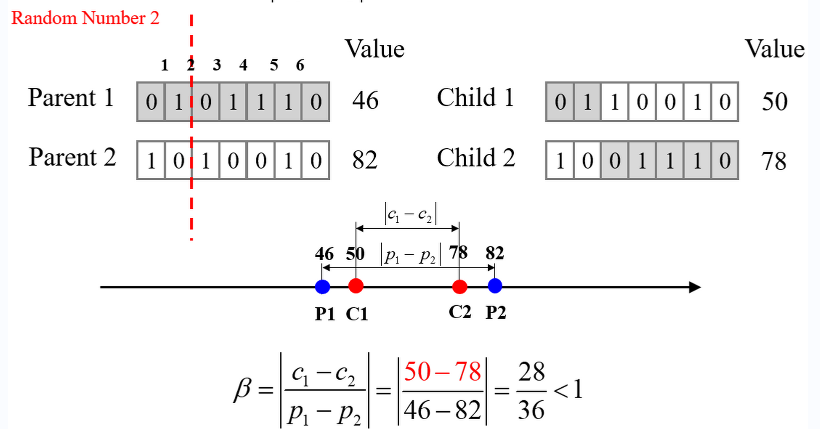 Random Number 2
Value Value
1 2 3 4 5 6
Parent 1 0 1 0 1 1 1 0 46 Child 1 0 1 1 0 0 1 0 50
Parent 2 1 0 1 0 0 1 0 82 Child 2 1 0 0 1 1 1 0 78
|c₁ − c₂|
46 50 |p₁ − p₂| 78 82
P1 C1 C2 P2
β = |(c₁ − c₂)/(p₁ − p₂)| = |(50 − 78)/(46 − 82)| = 28/36 < 1